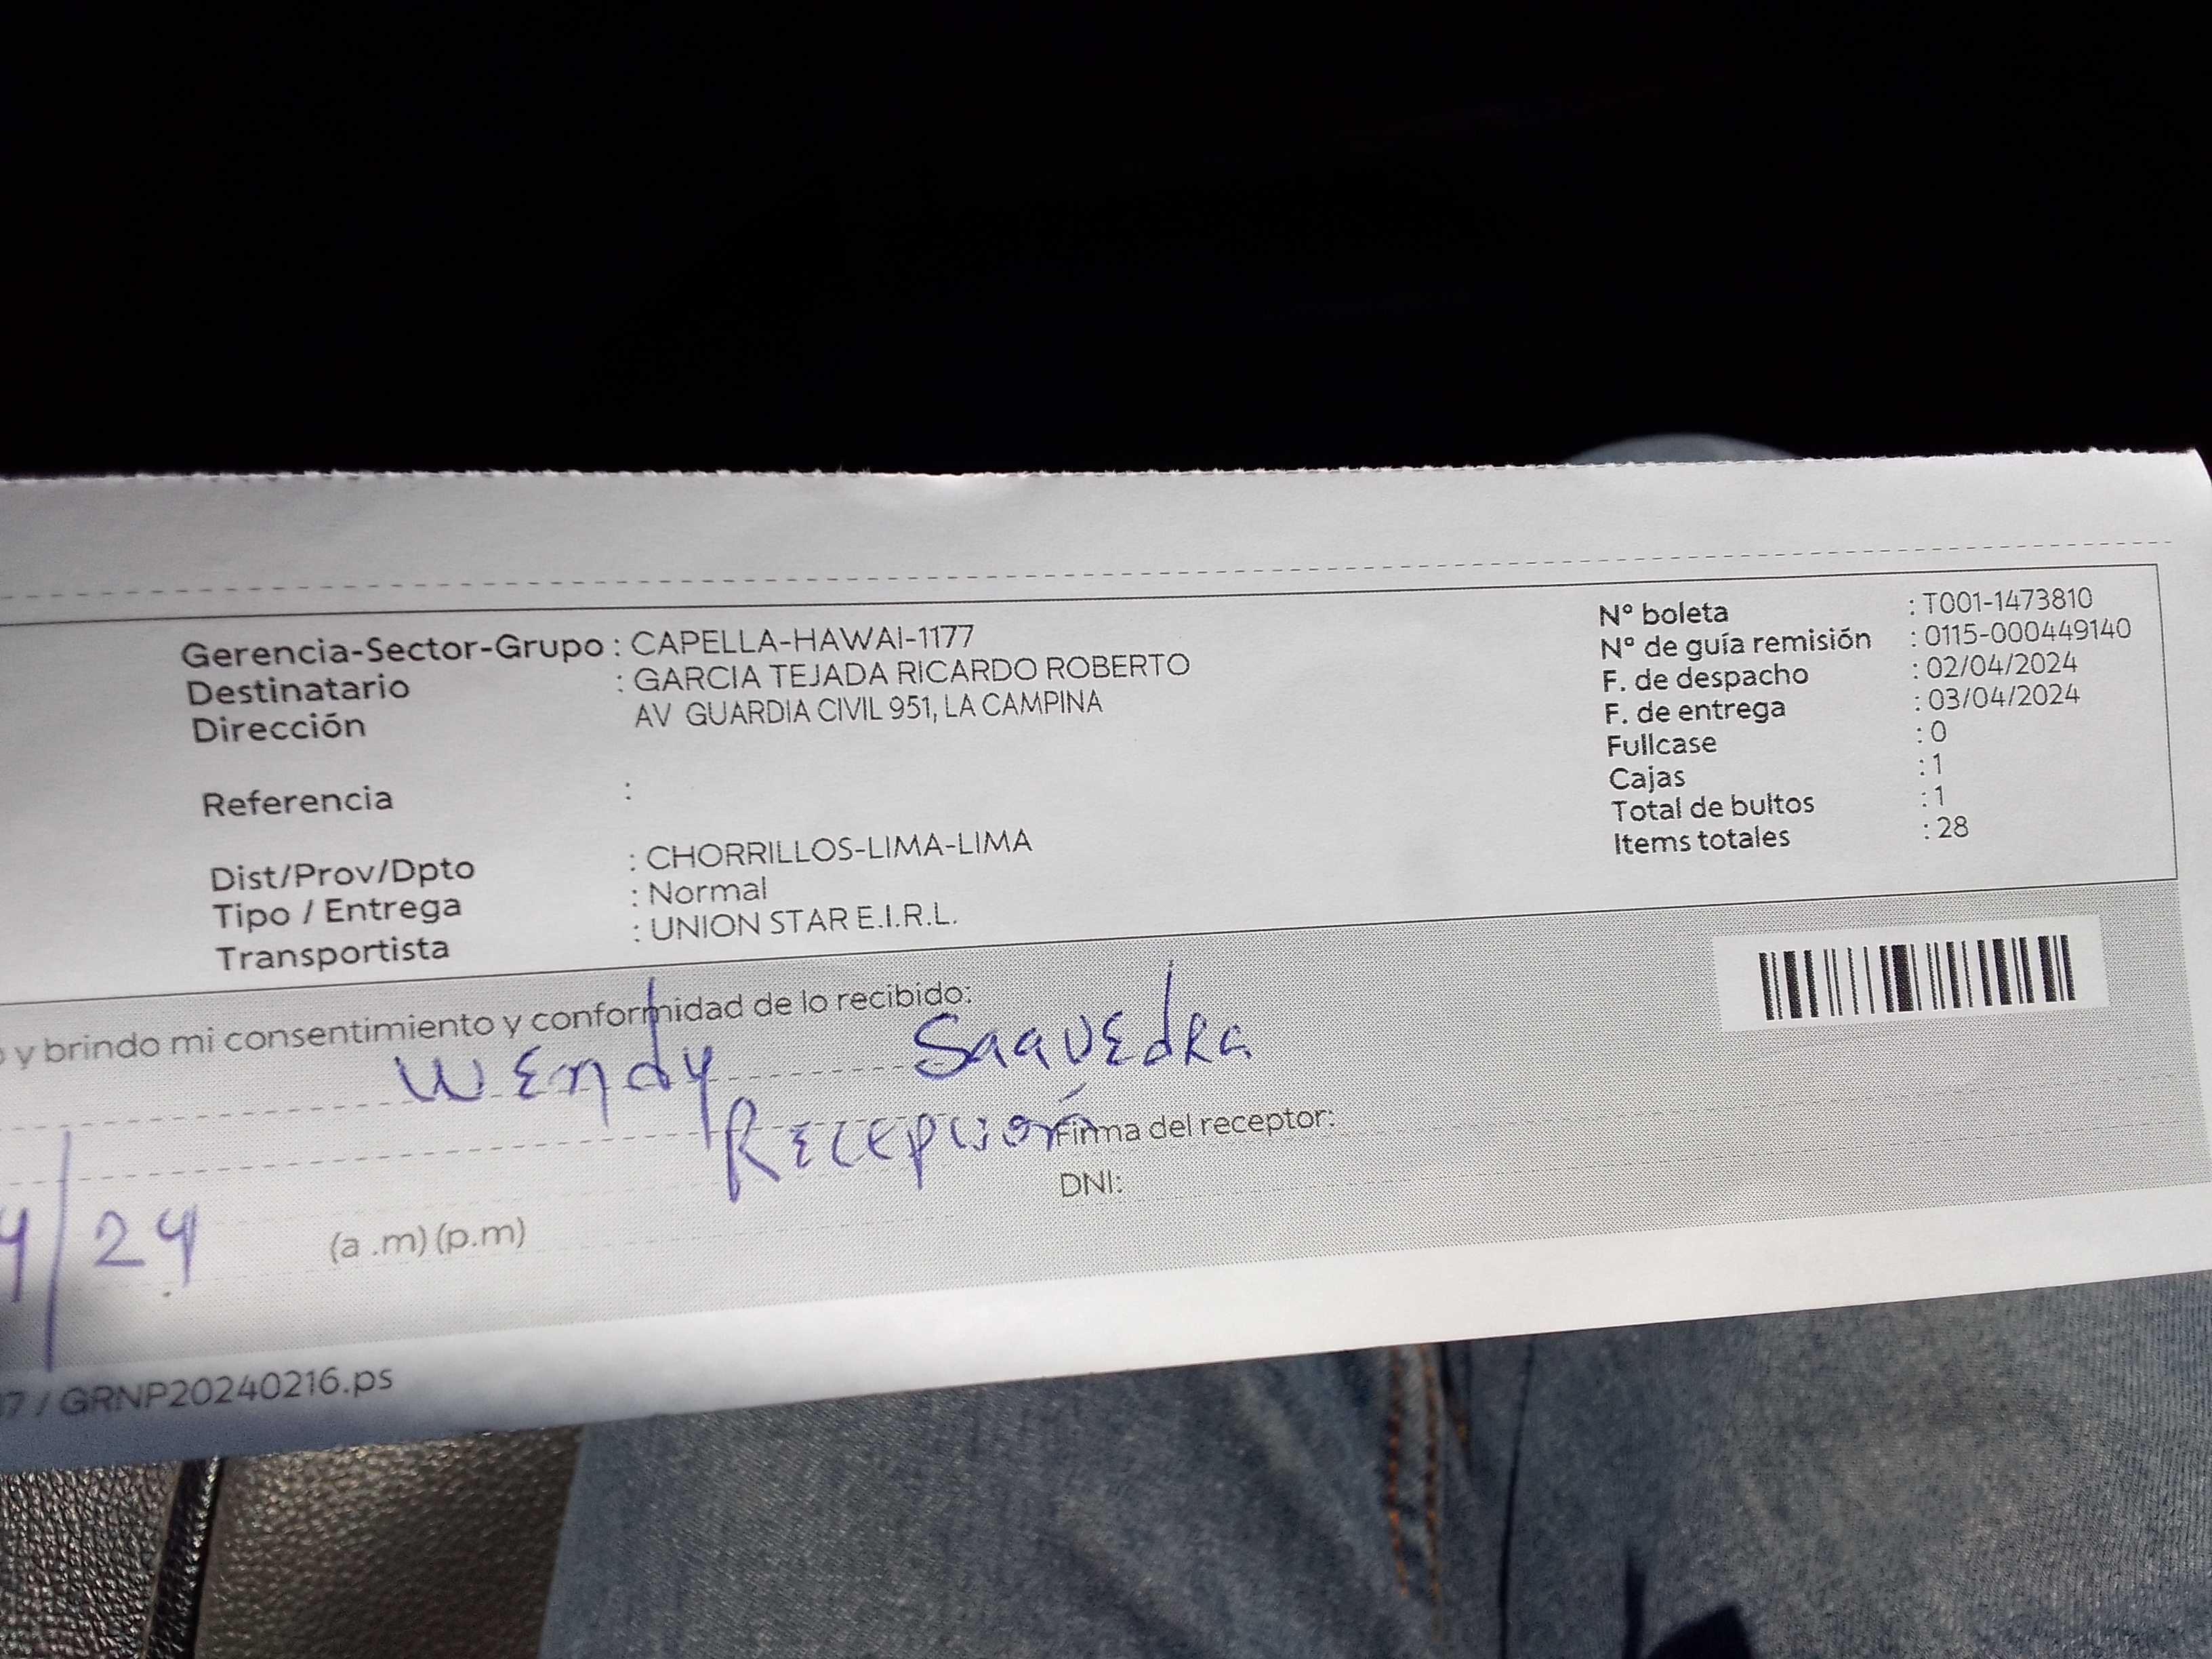 Gerencia-Sector-Grupo : CAPELLA-HAWAI-1177
Destinatario : GARCIA TEJADA RICARDO ROBERTO
Dirección AV GUARDIA CIVIL 951, LA CAMPINA
Referencia :
Dist/Prov/Dpto : CHORRILLOS-LIMA-LIMA
Tipo / Entrega : Normal
Transportista : UNION STAR E.I.R.L.
N° boleta : T001-1473810
N° de guía remisión : 0115-000449140
F. de despacho : 02/04/2024
F. de entrega : 03/04/2024
Fullcase : 0
Cajas : 1
Total de bultos : 1
Items totales : 28
y brindo mi consentimiento y conformidad de lo recibido:
Wendy Saavedra
Recepción
Firma del receptor:
DNI:
4/24 (a .m) (p.m)
17 / GRNP20240216.ps